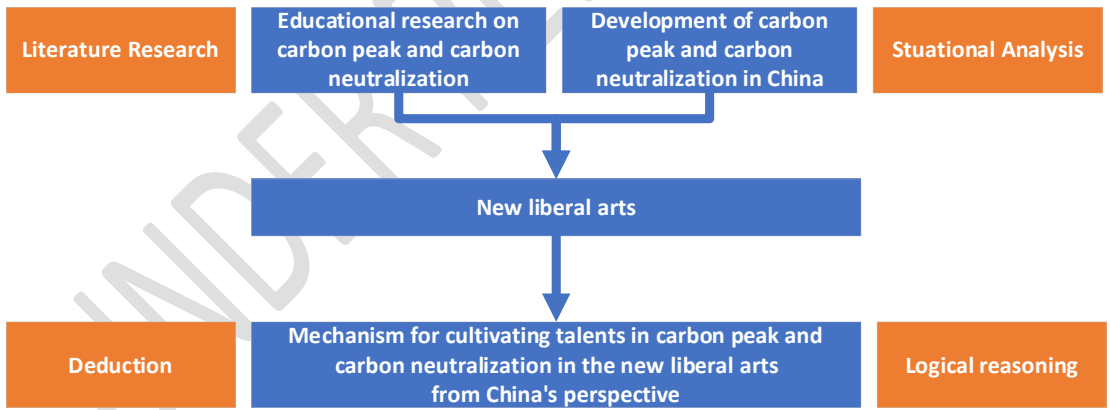 Literature Research
Educational research on
carbon peak and carbon
neutralization
Development of carbon
peak and carbon
neutralization in China
Stuational Analysis
New liberal arts
Deduction
Mechanism for cultivating talents in carbon peak and
carbon neutralization in the new liberal arts
from China's perspective
Logical reasoning